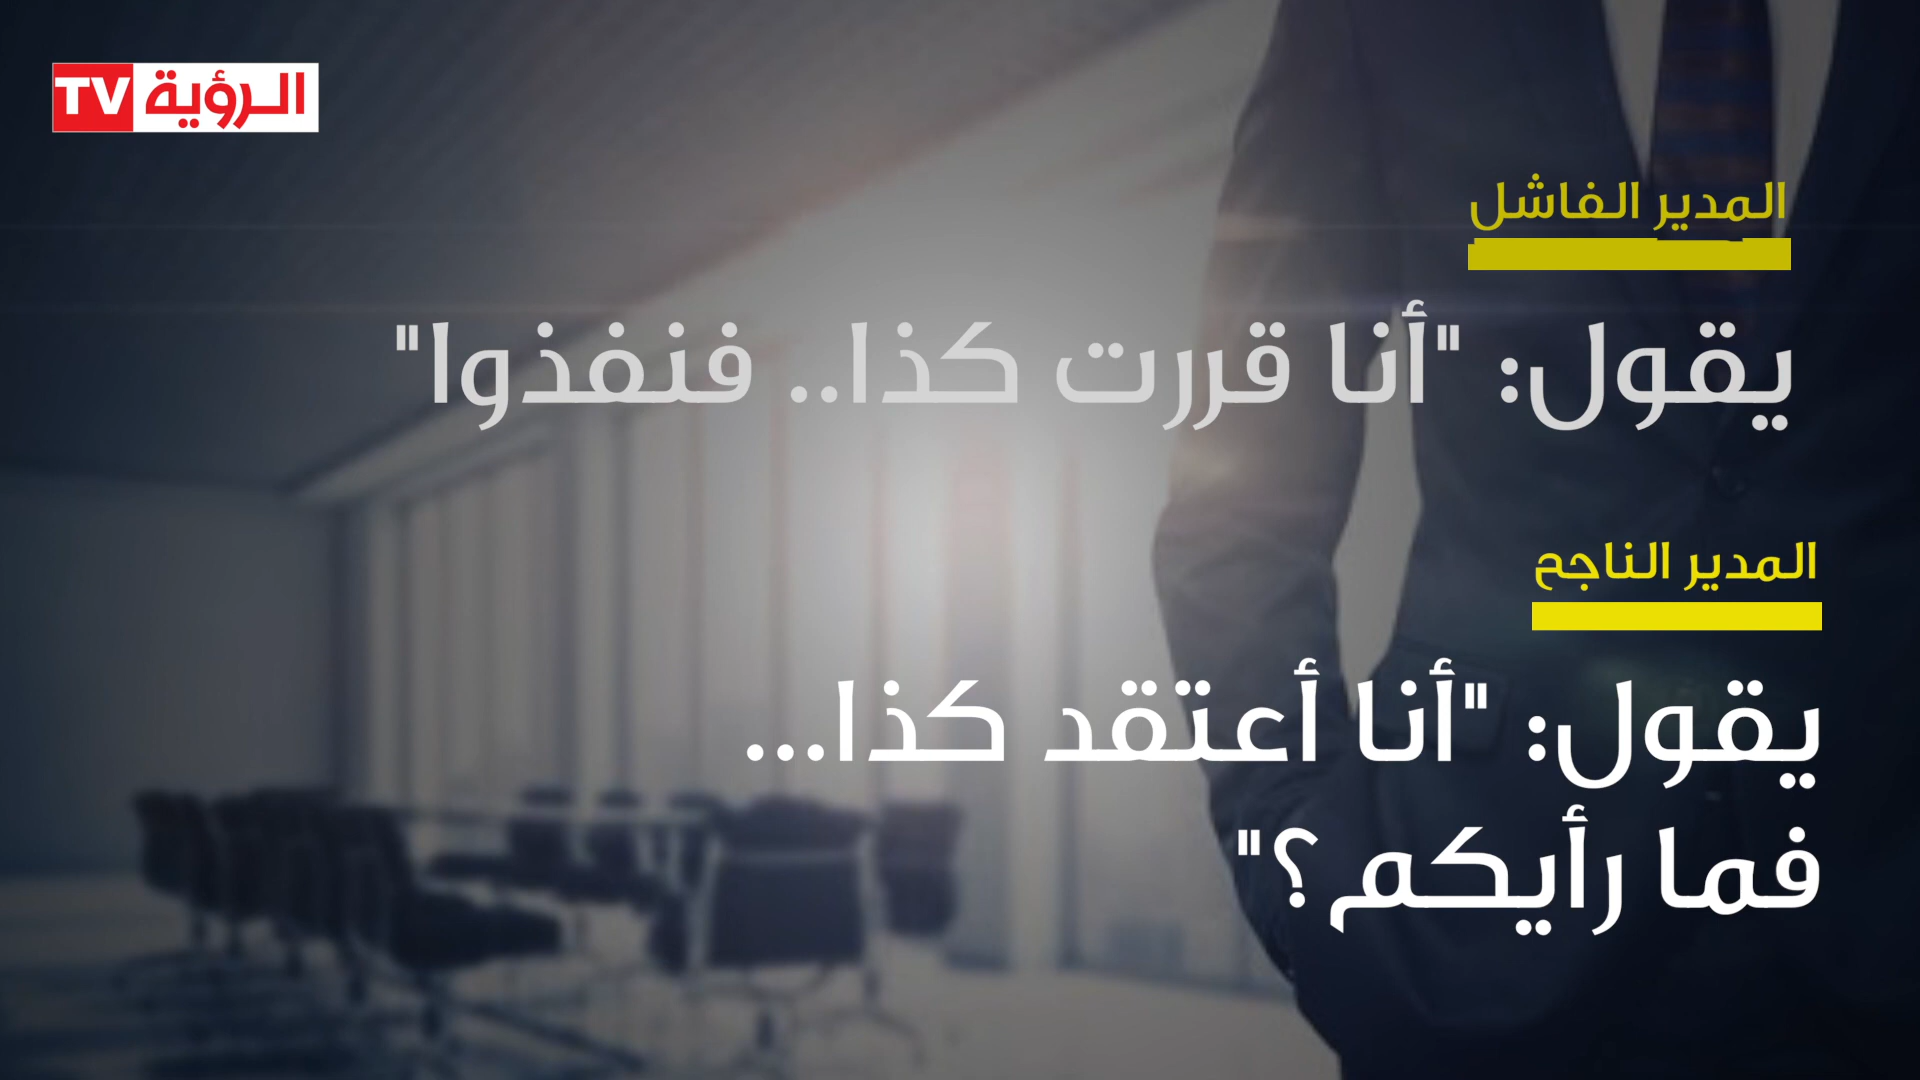 الرؤية TV
المدير الفاشل
يقول: "أنا قررت كذا.. فنفذوا"
المدير الناجح
يقول: "أنا أعتقد كذا...
فما رأيكم؟"